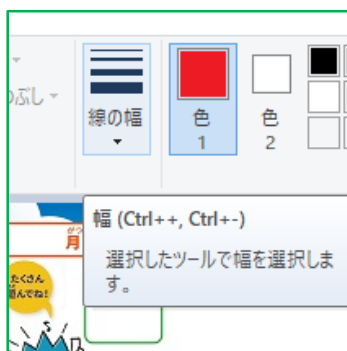 ぶし
線の幅
色
1
色
2
幅 (Ctrl++, Ctrl+-)
選択したツールで幅を選択しま
す。
月
たくさん
遊んでね!